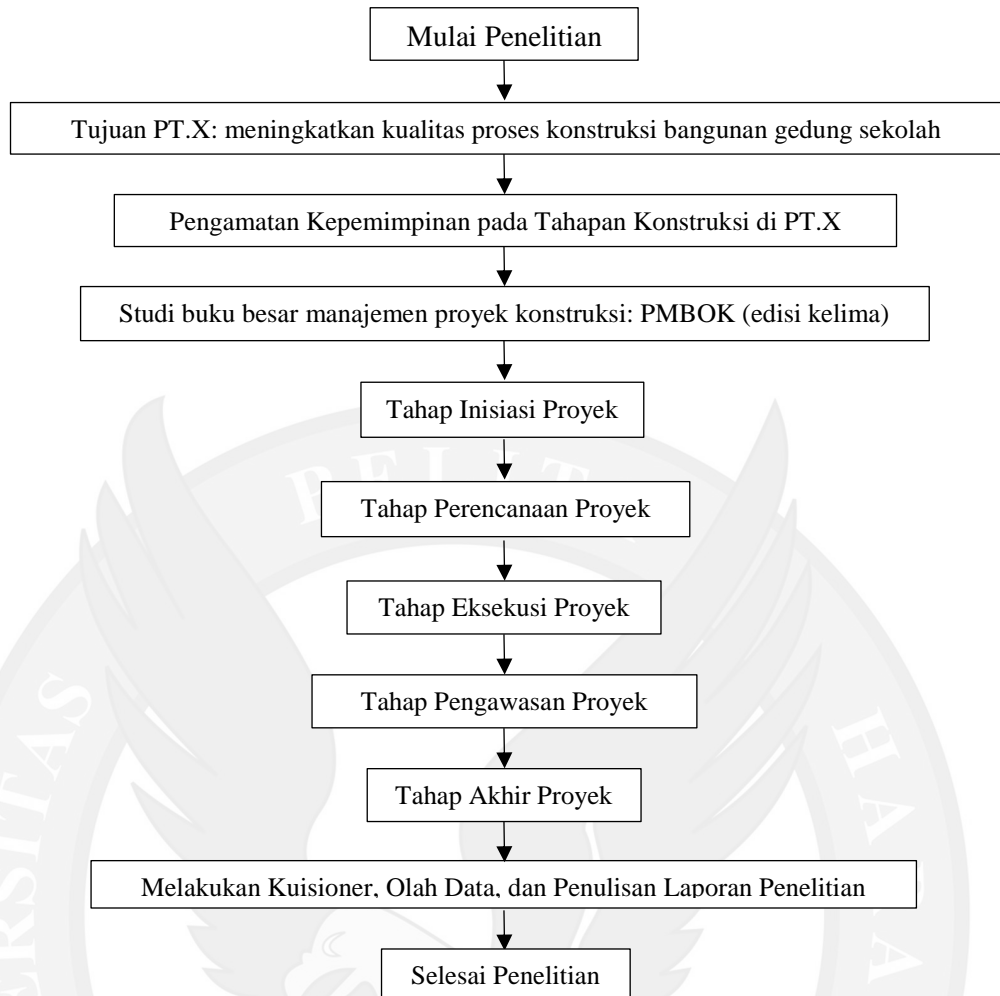 Mulai Penelitian
Tujuan PT.X: meningkatkan kualitas proses konstruksi bangunan gedung sekolah
Pengamatan Kepemimpinan pada Tahapan Konstruksi di PT.X
Studi buku besar manajemen proyek konstruksi: PMBOK (edisi kelima)
Tahap Inisiasi Proyek
PELITA
Tahap Perencanaan Proyek
Tahap Eksekusi Proyek
Tahap Pengawasan Proyek
Tahap Akhir Proyek
Melakukan Kuisioner, Olah Data, dan Penulisan Laporan Penelitian
Selesai Penelitian